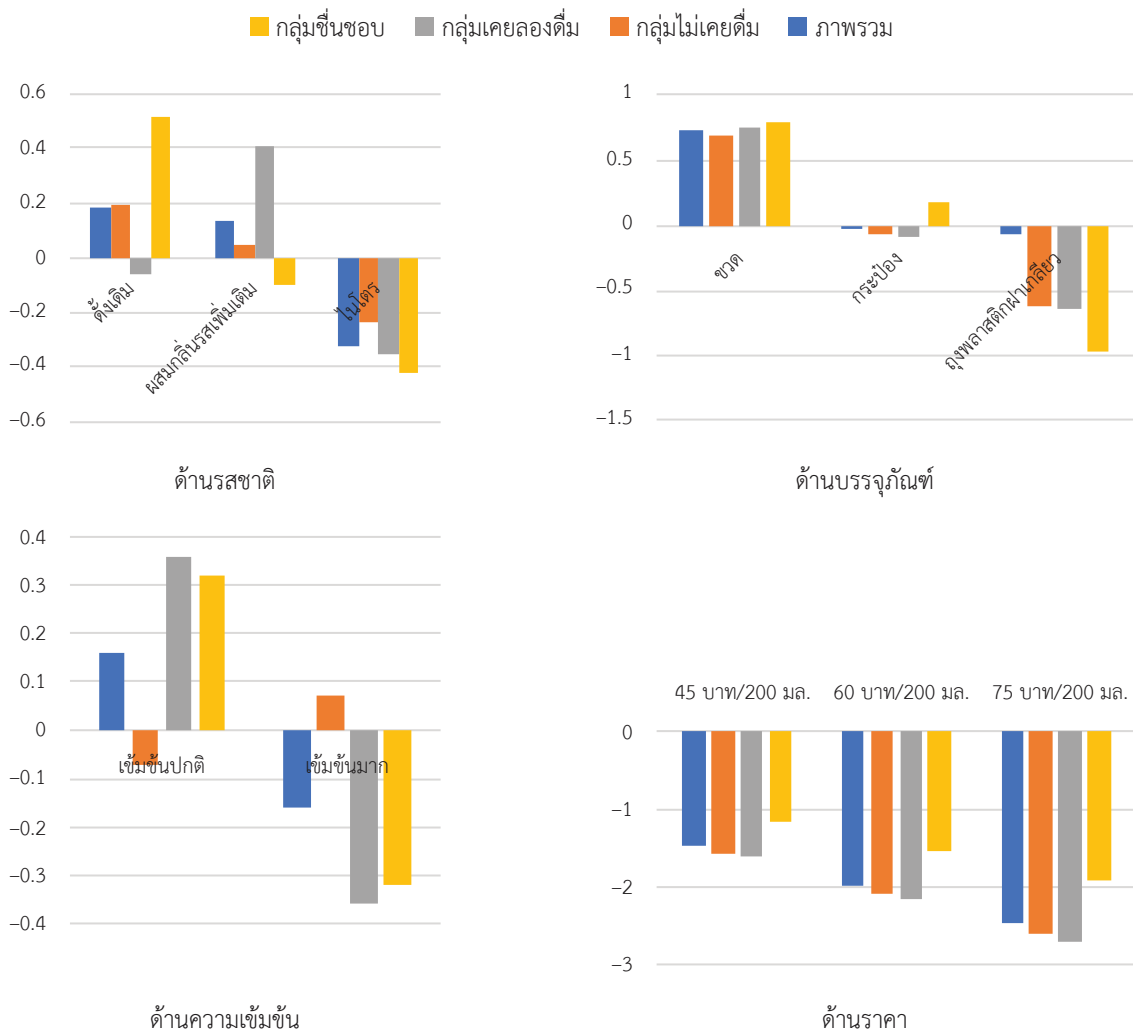 กลุ่มชื่นชอบ กลุ่มเคยลองดื่ม กลุ่มไม่เคยดื่ม ภาพรวม
0.6
0.4
0.2
0
−0.2
−0.4
−0.6
ดั้งเดิม
ผสมกลิ่นรสเพิ่มเติม
ไนโตร
ด้านรสชาติ
1
0.5
0
−0.5
−1
−1.5
ขวด
กระป๋อง
ถุงพลาสติกฝาเกลียว
ด้านบรรจุภัณฑ์
0.4
0.3
0.2
0.1
0
−0.1
−0.2
−0.3
−0.4
เข้มข้นปกติ เข้มข้นมาก
ด้านความเข้มข้น
45 บาท/200 มล. 60 บาท/200 มล. 75 บาท/200 มล.
0
−1
−2
−3
ด้านราคา